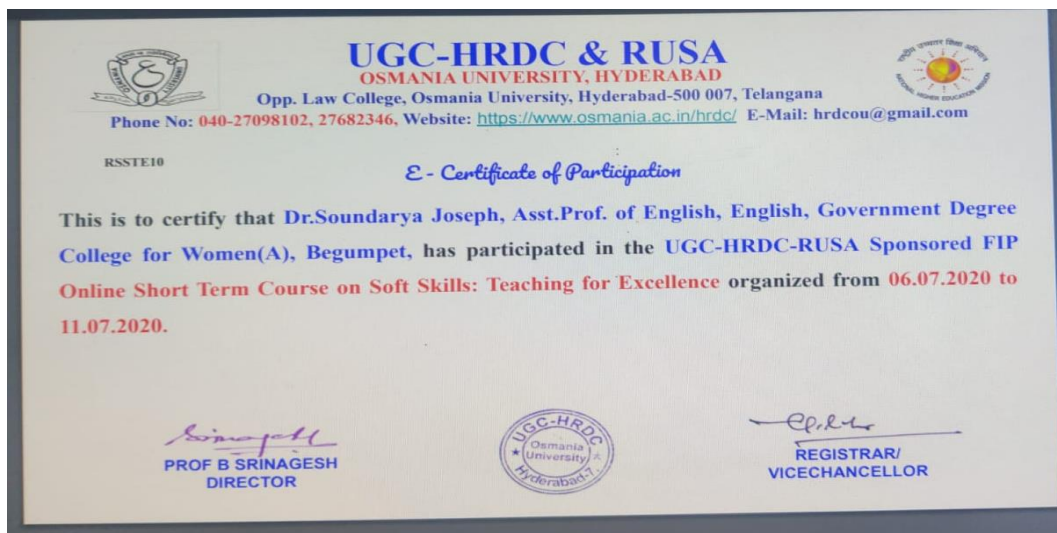 UGC-HRDC & RUSA
OSMANIA UNIVERSITY, HYDERABAD
Opp. Law College, Osmania University, Hyderabad-500 007, Telangana
Phone No: 040-27098102, 27682346, Website: https://www.osmania.ac.in/hrdc/ E-Mail: hrdcou@gmail.com
RSSTE10
E - Certificate of Participation
This is to certify that Dr.Soundarya Joseph, Asst.Prof. of English, English, Government Degree
College for Women(A), Begumpet, has participated in the UGC-HRDC-RUSA Sponsored FIP
Online Short Term Course on Soft Skills: Teaching for Excellence organized from 06.07.2020 to
11.07.2020.
PROF B SRINAGESH
DIRECTOR
UGC-HRDC
Osmania
University
Hyderabad-7.
REGISTRAR/
VICECHANCELLOR